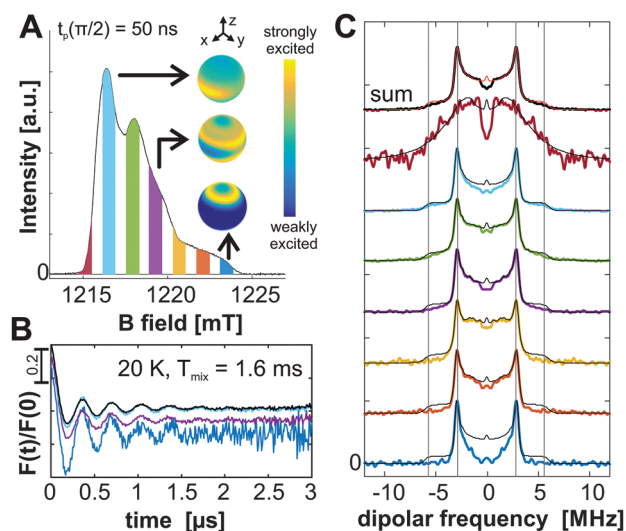 A
t_p(π/2) = 50 ns
z
x
y
strongly
excited
weakly
excited
Intensity [a.u.]
0
1215
1220
1225
B field [mT]
B
0.2
20 K, T_mix = 1.6 ms
F(t)/F(0)
0
0.5
1
1.5
2
2.5
3
time [µs]
C
sum
0
-10
-5
0
5
10
dipolar frequency [MHz]